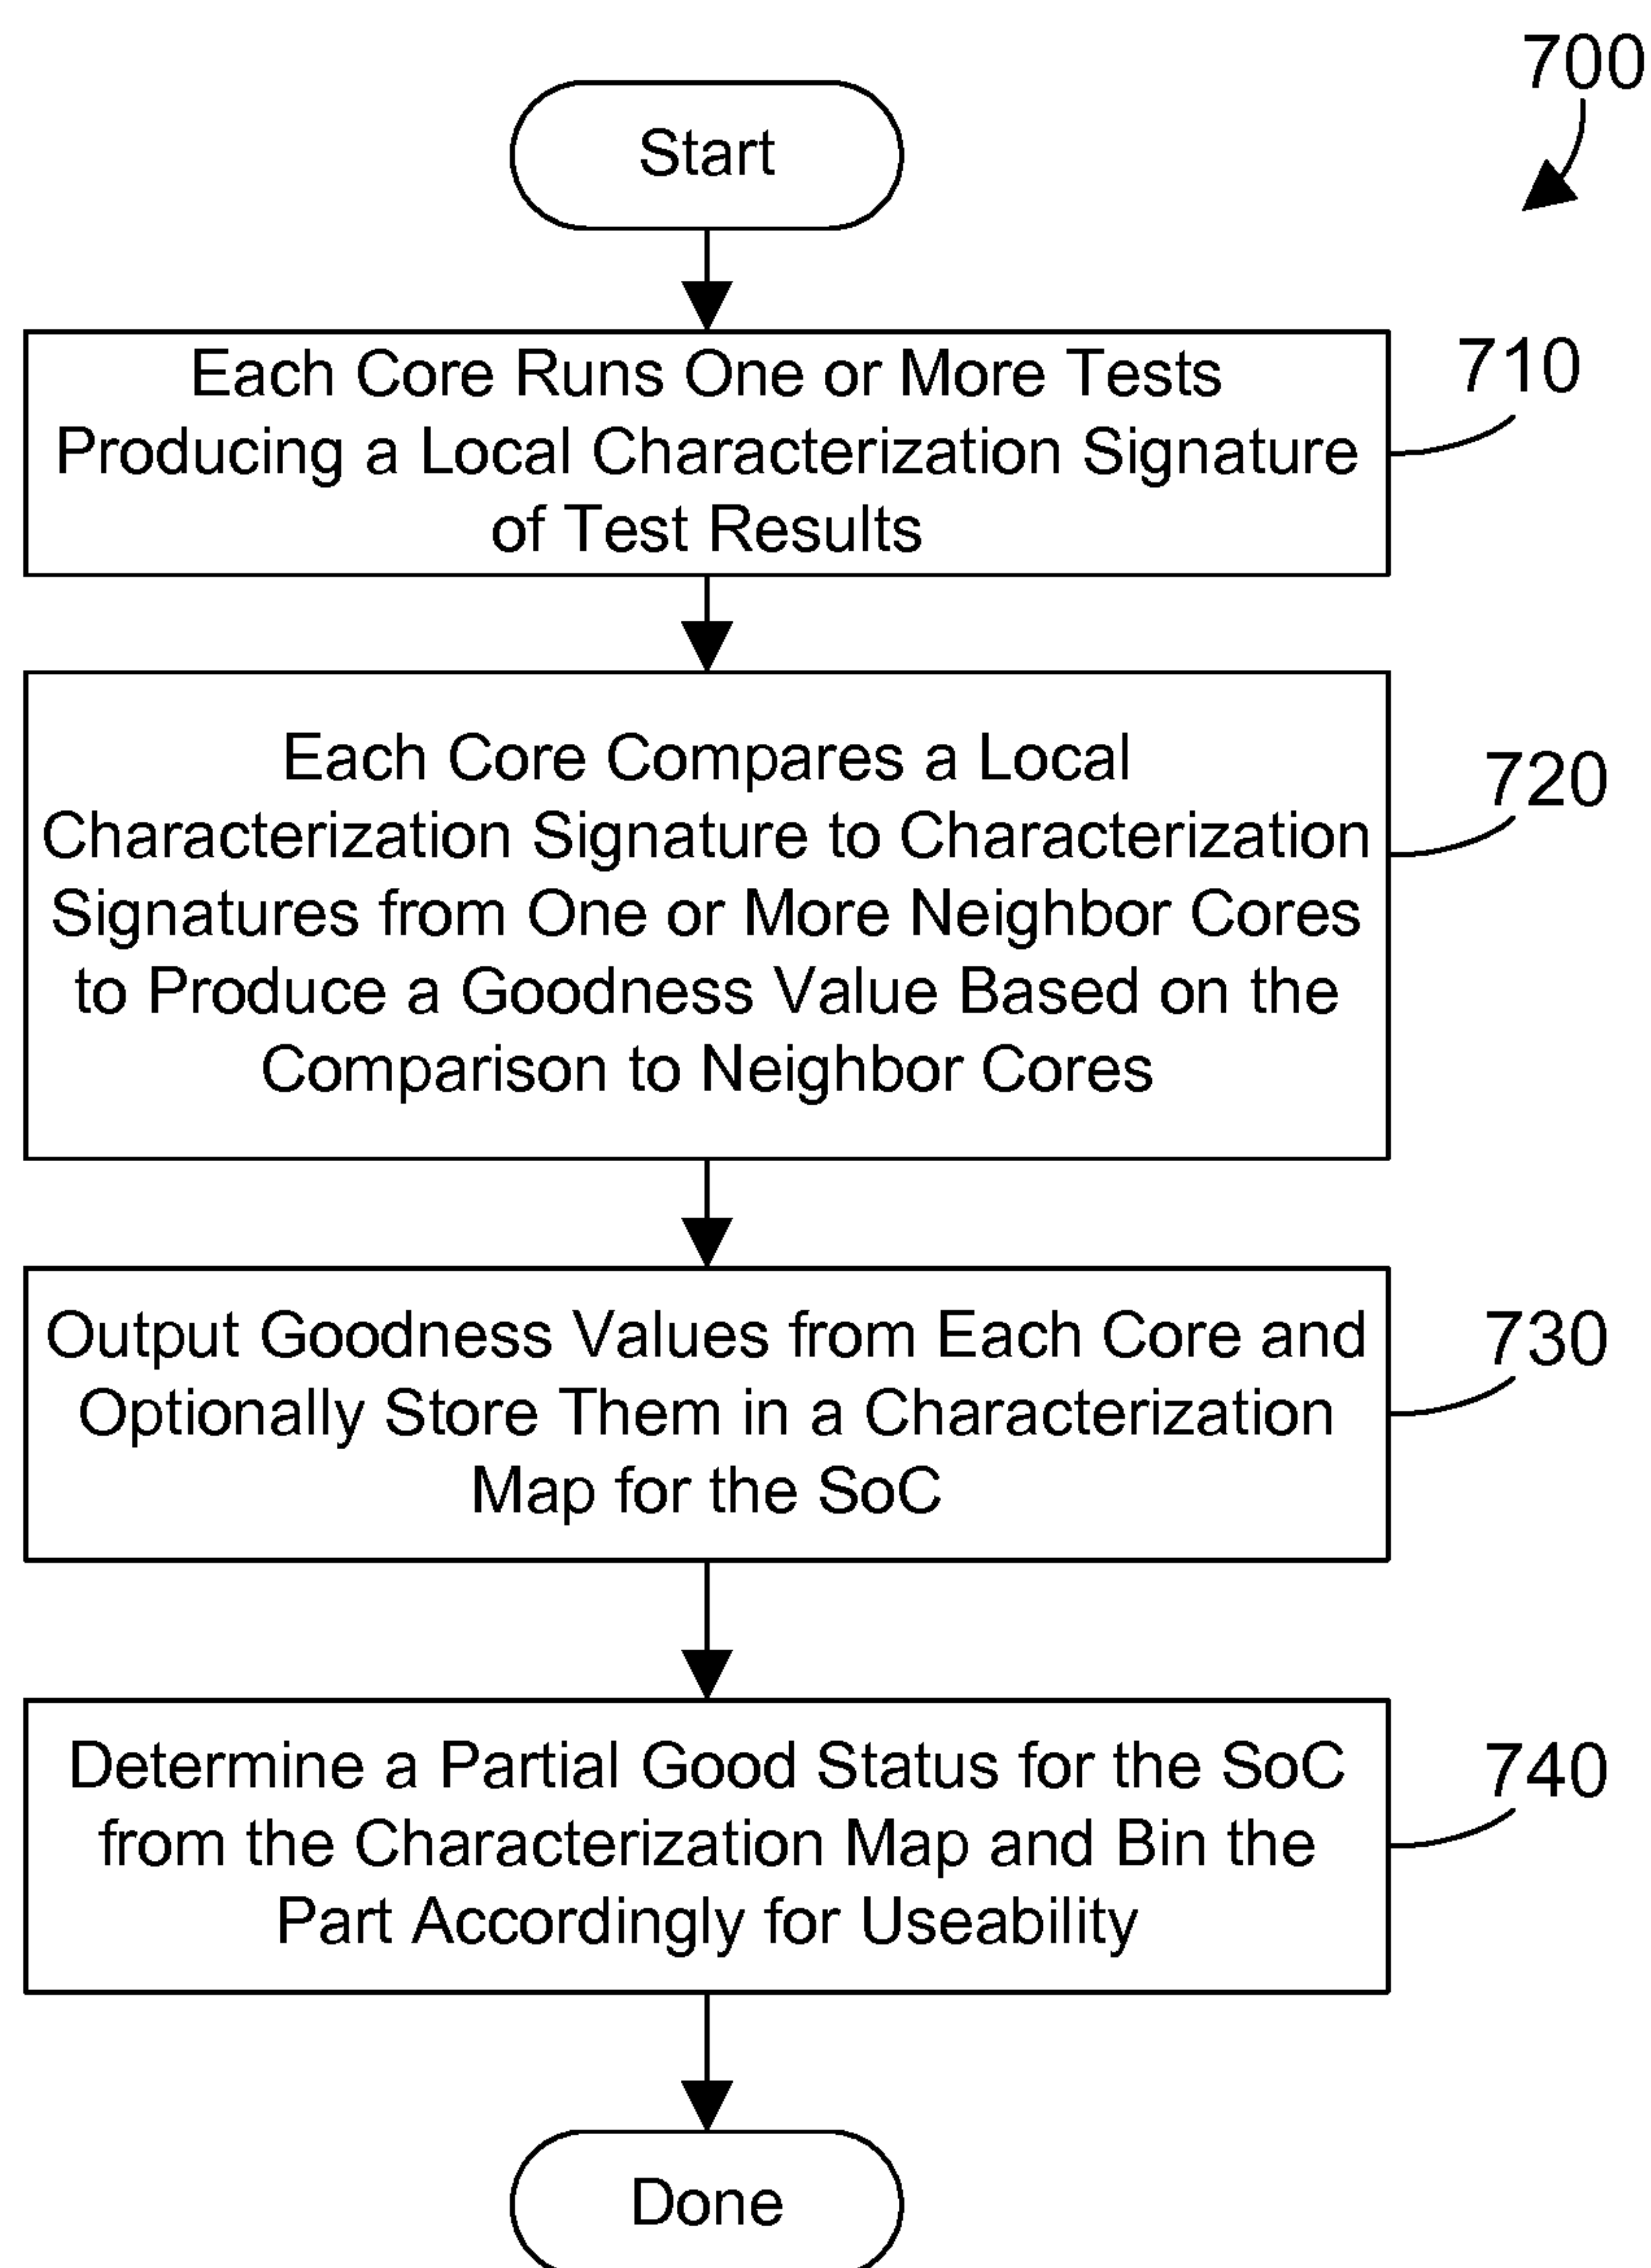 700
Start
Each Core Runs One or More Tests
Producing a Local Characterization Signature
of Test Results
710
Each Core Compares a Local
Characterization Signature to Characterization
Signatures from One or More Neighbor Cores
to Produce a Goodness Value Based on the
Comparison to Neighbor Cores
720
Output Goodness Values from Each Core and
Optionally Store Them in a Characterization
Map for the SoC
730
Determine a Partial Good Status for the SoC
from the Characterization Map and Bin the
Part Accordingly for Useability
740
Done